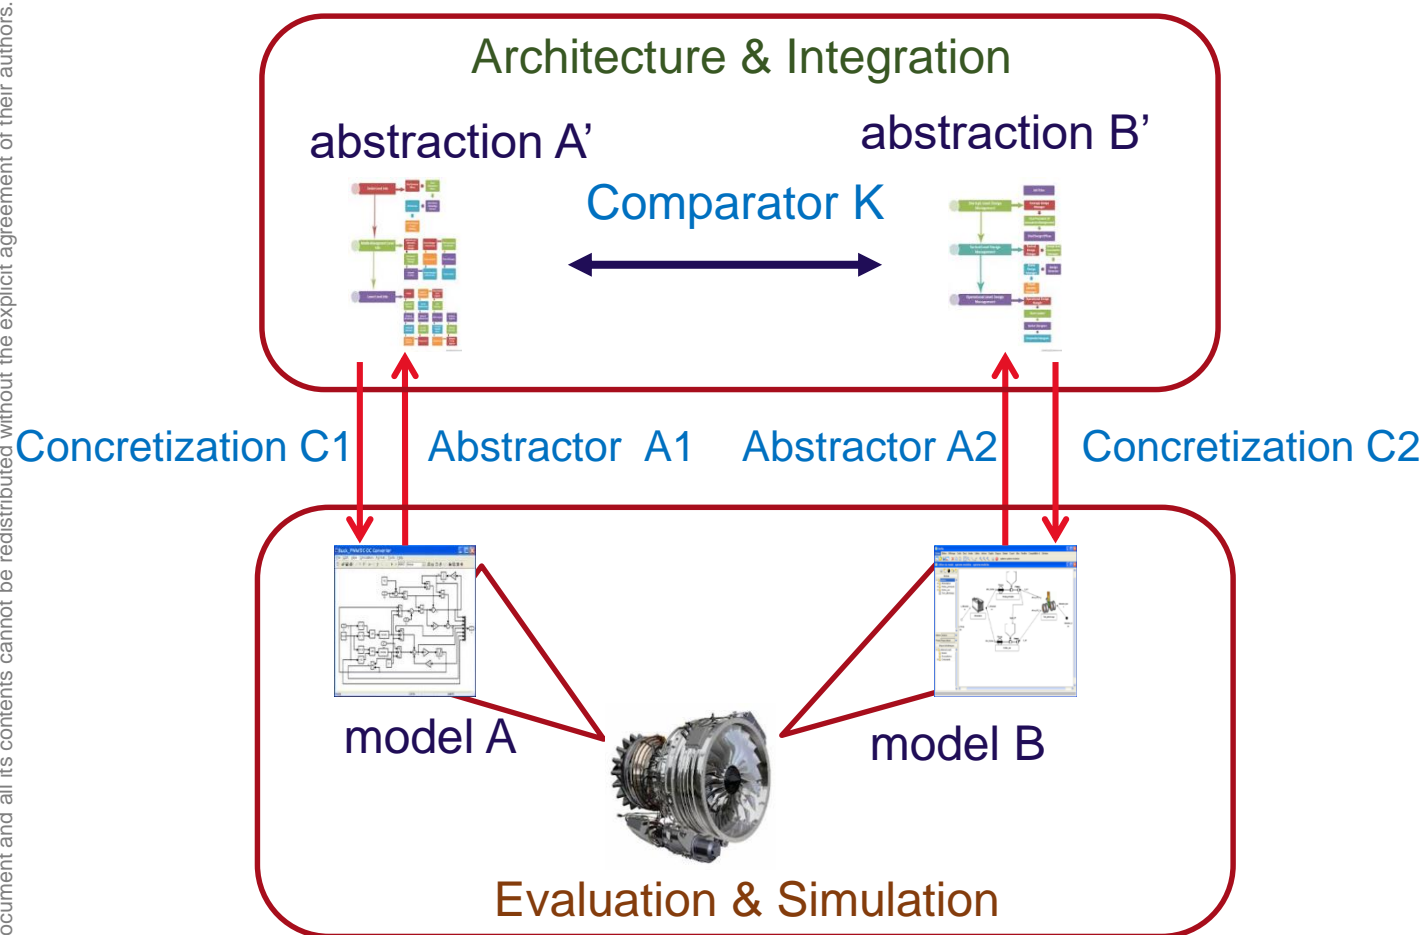 ocument and all its contents cannot be redistributed without the explicit agreement of their authors.
Architecture & Integration
abstraction A’
abstraction B’
Comparator K
Concretization C1
Abstractor A1
Abstractor A2
Concretization C2
model A
model B
Evaluation & Simulation